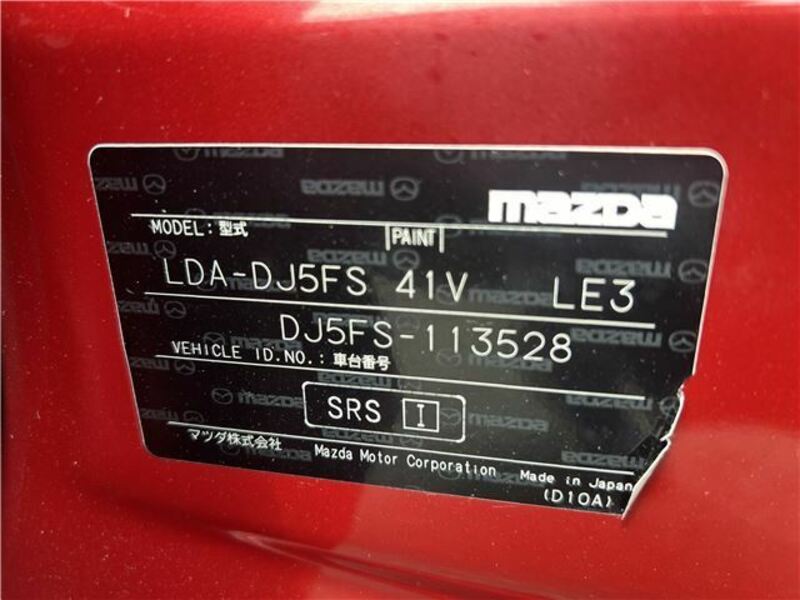 mazda
MODEL: 型式 PAINT
LDA-DJ5FS 41V LE3
DJ5FS-113528
VEHICLE ID.NO.: 車台番号
SRS I
マツダ株式会社 Mazda Motor Corporation Made in Japan
(D10A)